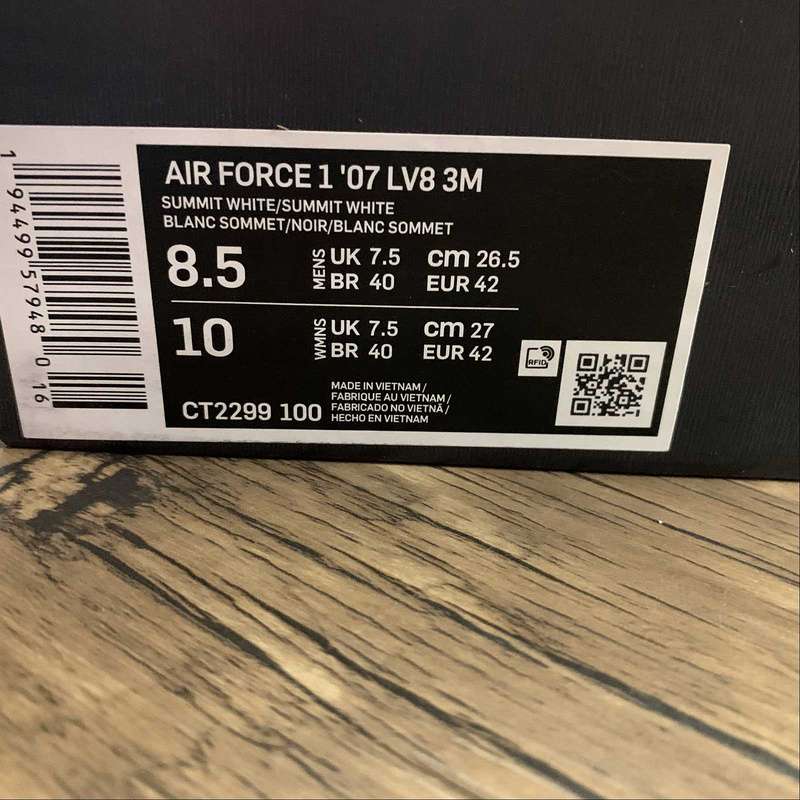 AIR FORCE 1 '07 LV8 3M
SUMMIT WHITE/SUMMIT WHITE
BLANC SOMMET/NOIR/BLANC SOMMET
8.5 MENS UK 7.5 cm 26.5
BR 40 EUR 42
10 WMNS UK 7.5 cm 27
BR 40 EUR 42
RFID
CT2299 100
MADE IN VIETNAM /
FABRIQUE AU VIETNAM /
FABRICADO NO VIETNÃ /
HECHO EN VIETNAM
1 94499 57948 0 16